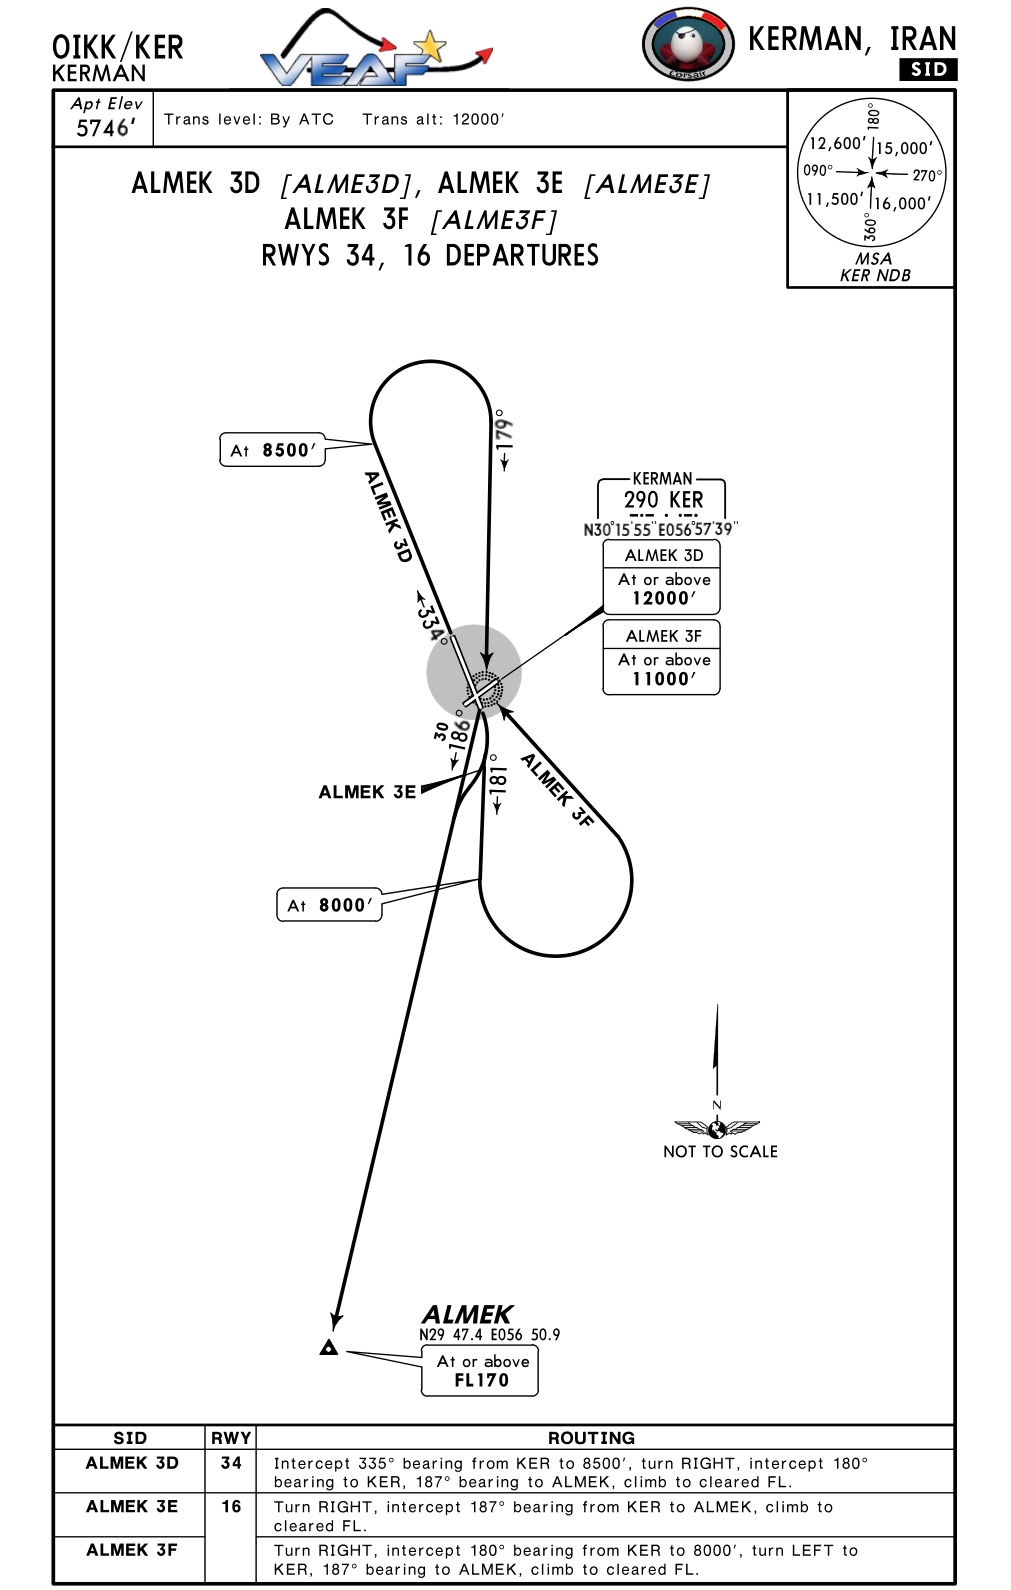 OIKK/KER
KERMAN
VEAF
Corsair
KERMAN, IRAN
SID
Apt Elev
5746'
Trans level: By ATC Trans alt: 12000'
180°
12,600' 15,000'
090° 270°
11,500' 16,000'
360°
MSA
KER NDB
ALMEK 3D [ALME3D], ALMEK 3E [ALME3E]
ALMEK 3F [ALME3F]
RWYS 34, 16 DEPARTURES
At 8500'
179°
ALMEK 3D
334°
KERMAN
290 KER
N30°15'55" E056°57'39"
ALMEK 3D
At or above
12000'
ALMEK 3F
At or above
11000'
30
186°
181°
ALMEK 3F
ALMEK 3E
At 8000'
N
NOT TO SCALE
ALMEK
N29 47.4 E056 50.9
At or above
FL170
SID RWY ROUTING
ALMEK 3D 34 Intercept 335° bearing from KER to 8500', turn RIGHT, intercept 180°
bearing to KER, 187° bearing to ALMEK, climb to cleared FL.
ALMEK 3E 16 Turn RIGHT, intercept 187° bearing from KER to ALMEK, climb to
cleared FL.
ALMEK 3F Turn RIGHT, intercept 180° bearing from KER to 8000', turn LEFT to
KER, 187° bearing to ALMEK, climb to cleared FL.